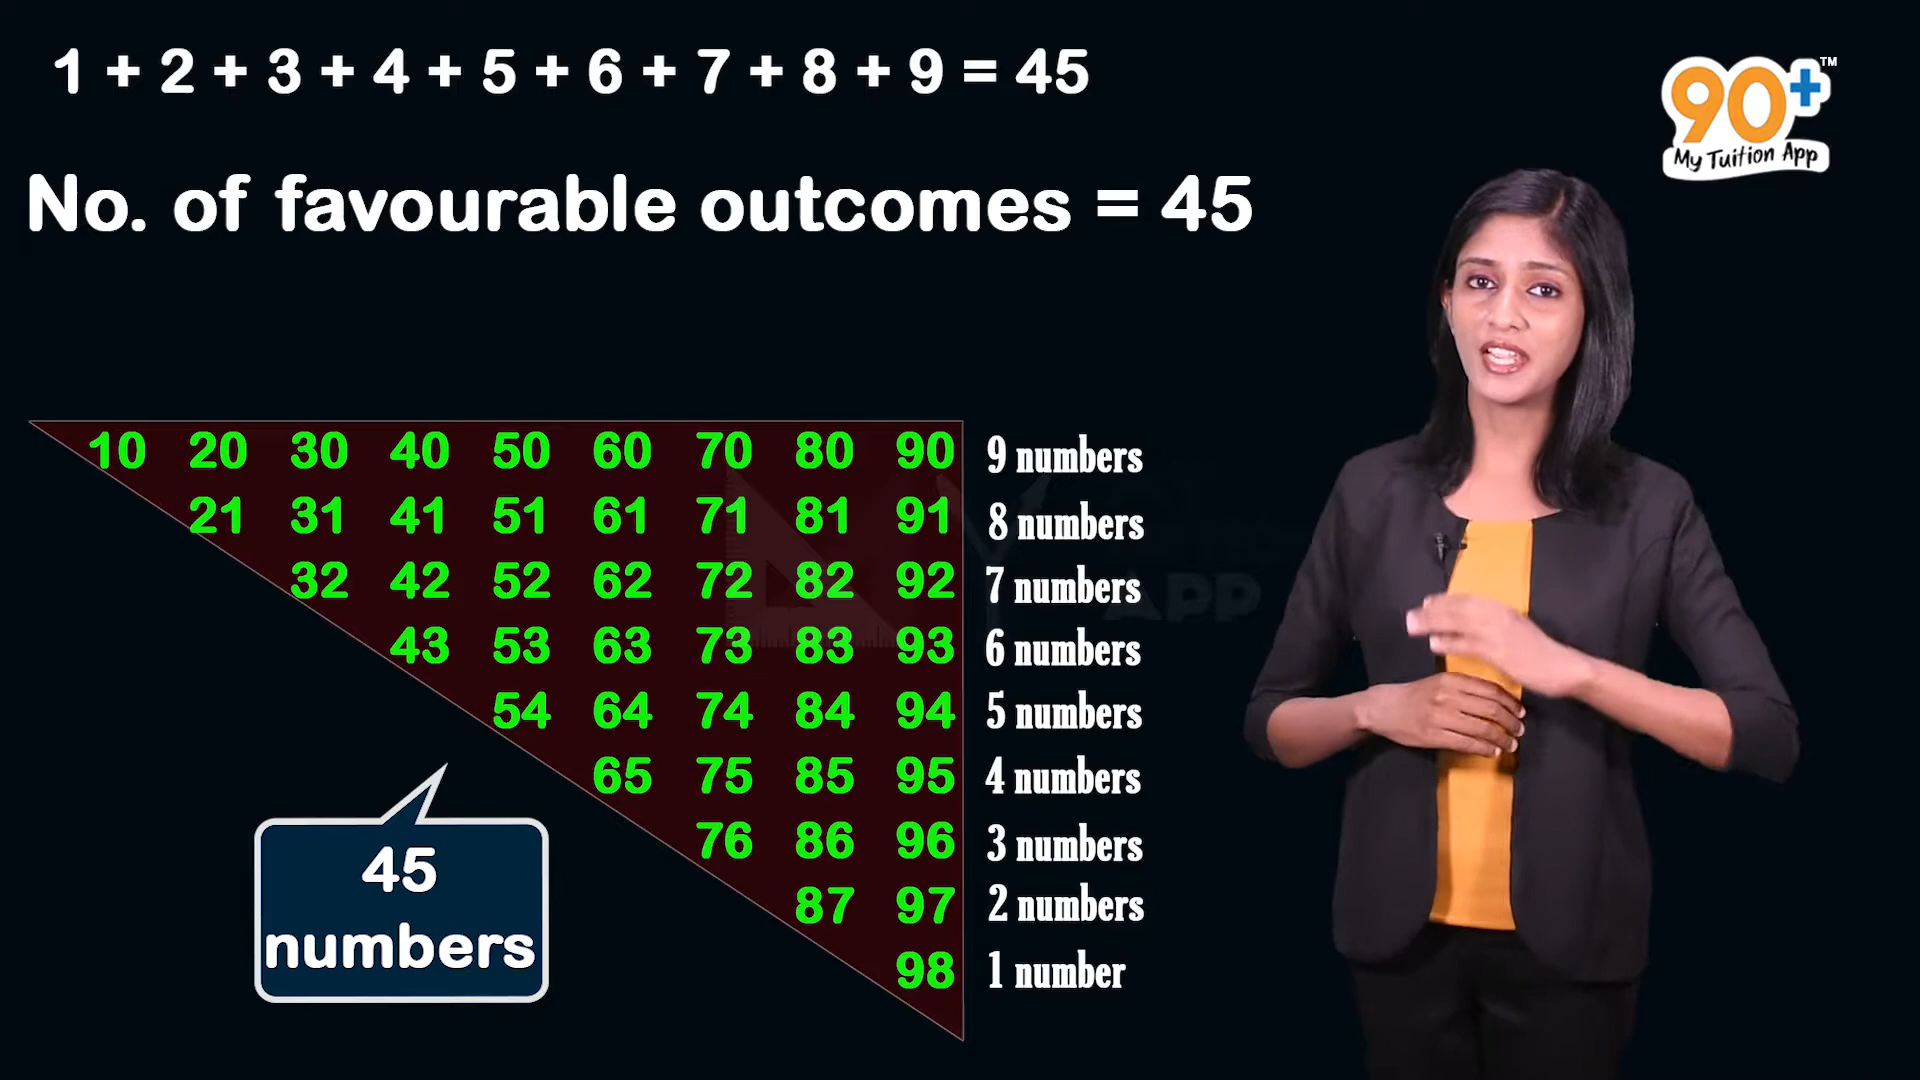 1 + 2 + 3 + 4 + 5 + 6 + 7 + 8 + 9 = 45
90+™
My Tuition App
No. of favourable outcomes = 45
10 20 30 40 50 60 70 80 90 9 numbers
21 31 41 51 61 71 81 91 8 numbers
32 42 52 62 72 82 92 7 numbers
APP
43 53 63 73 83 93 6 numbers
54 64 74 84 94 5 numbers
65 75 85 95 4 numbers
76 86 96 3 numbers
87 97 2 numbers
98 1 number
45
numbers